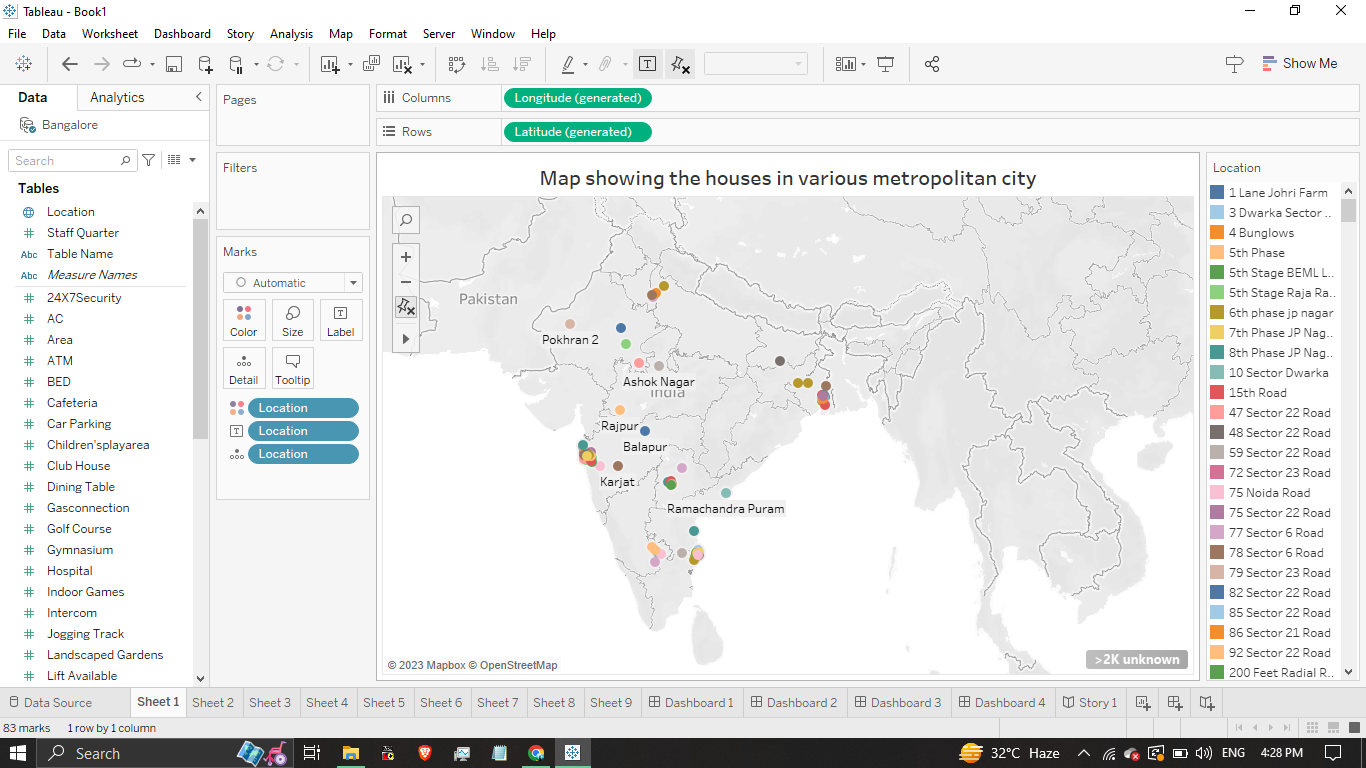 Tableau - Book1
File Data Worksheet Dashboard Story Analysis Map Format Server Window Help
Show Me
Data Analytics
Bangalore
Search
Tables
Location
Staff Quarter
Abc Table Name
Abc Measure Names
24X7Security
AC
Area
ATM
BED
Cafeteria
Car Parking
Children'splayarea
Club House
Dining Table
Gasconnection
Golf Course
Gymnasium
Hospital
Indoor Games
Intercom
Jogging Track
Landscaped Gardens
Lift Available
Pages
Filters
Marks
Automatic
Color Size Label
Detail Tooltip
Location
Location
Location
Columns Longitude (generated)
Rows Latitude (generated)
Map showing the houses in various metropolitan city
Pakistan
Pokhran 2
Ashok Nagar
India
Rajpur
Balapur
Karjat
Ramachandra Puram
© 2023 Mapbox © OpenStreetMap
>2K unknown
Location
1 Lane Johri Farm
3 Dwarka Sector ..
4 Bunglows
5th Phase
5th Stage BEML L..
5th Stage Raja Ra..
6th phase jp nagar
7th Phase JP Nag..
8th Phase JP Nag..
10 Sector Dwarka
15th Road
47 Sector 22 Road
48 Sector 22 Road
59 Sector 22 Road
72 Sector 23 Road
75 Noida Road
75 Sector 22 Road
77 Sector 6 Road
78 Sector 6 Road
79 Sector 23 Road
82 Sector 22 Road
85 Sector 22 Road
86 Sector 21 Road
92 Sector 22 Road
200 Feet Radial R..
Data Source Sheet 1 Sheet 2 Sheet 3 Sheet 4 Sheet 5 Sheet 6 Sheet 7 Sheet 8 Sheet 9 Dashboard 1 Dashboard 2 Dashboard 3 Dashboard 4 Story 1
83 marks 1 row by 1 column
Search
32°C Haze ENG 4:28 PM